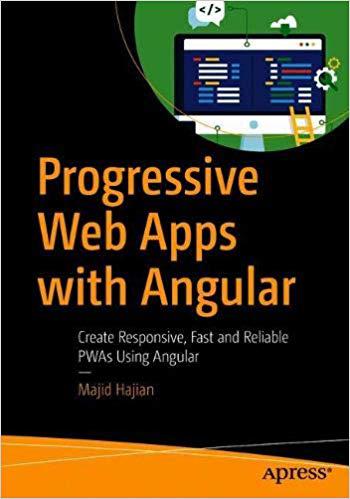 </>
Progressive
Web Apps
with Angular
Create Responsive, Fast and Reliable
PWAs Using Angular
—
Majid Hajian
Apress®